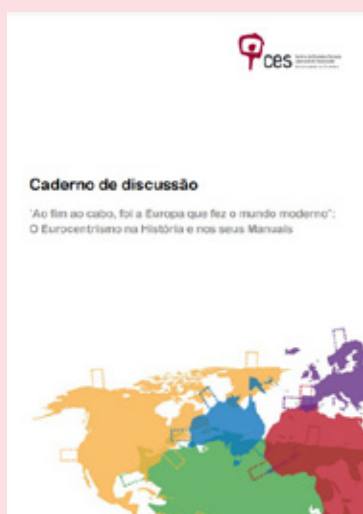 ces
Caderno de discussão
"Ao fim ao cabo, foi a Europa que fez o mundo moderno":
O Eurocentrismo na História e nos seus Manuais